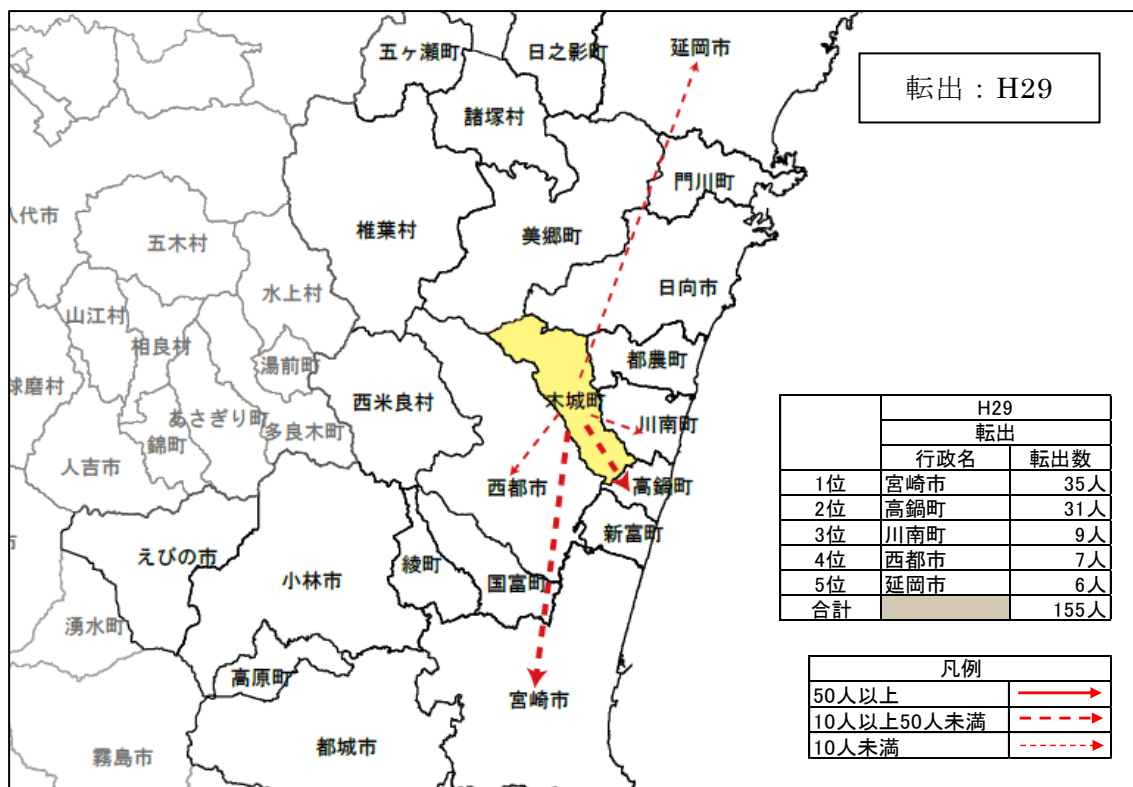 五ヶ瀬町
日之影町
延岡市
転出：H29
諸塚村
門川町
椎葉村
美郷町
八代市
五木村
日向市
水上村
山江村
相良村
湯前町
都農町
球磨村
西米良村
木城町
あさぎり町
川南町
多良木町
錦町
人吉市
西都市
高鍋町
新富町
えびの市
小林市
綾町
国富町
湧水町
高原町
宮崎市
都城市
霧島市
市
H29
転出
行政名 転出数
1位 宮崎市 35人
2位 高鍋町 31人
3位 川南町 9人
4位 西都市 7人
5位 延岡市 6人
合計 155人
凡例
50人以上
10人以上50人未満
10人未満